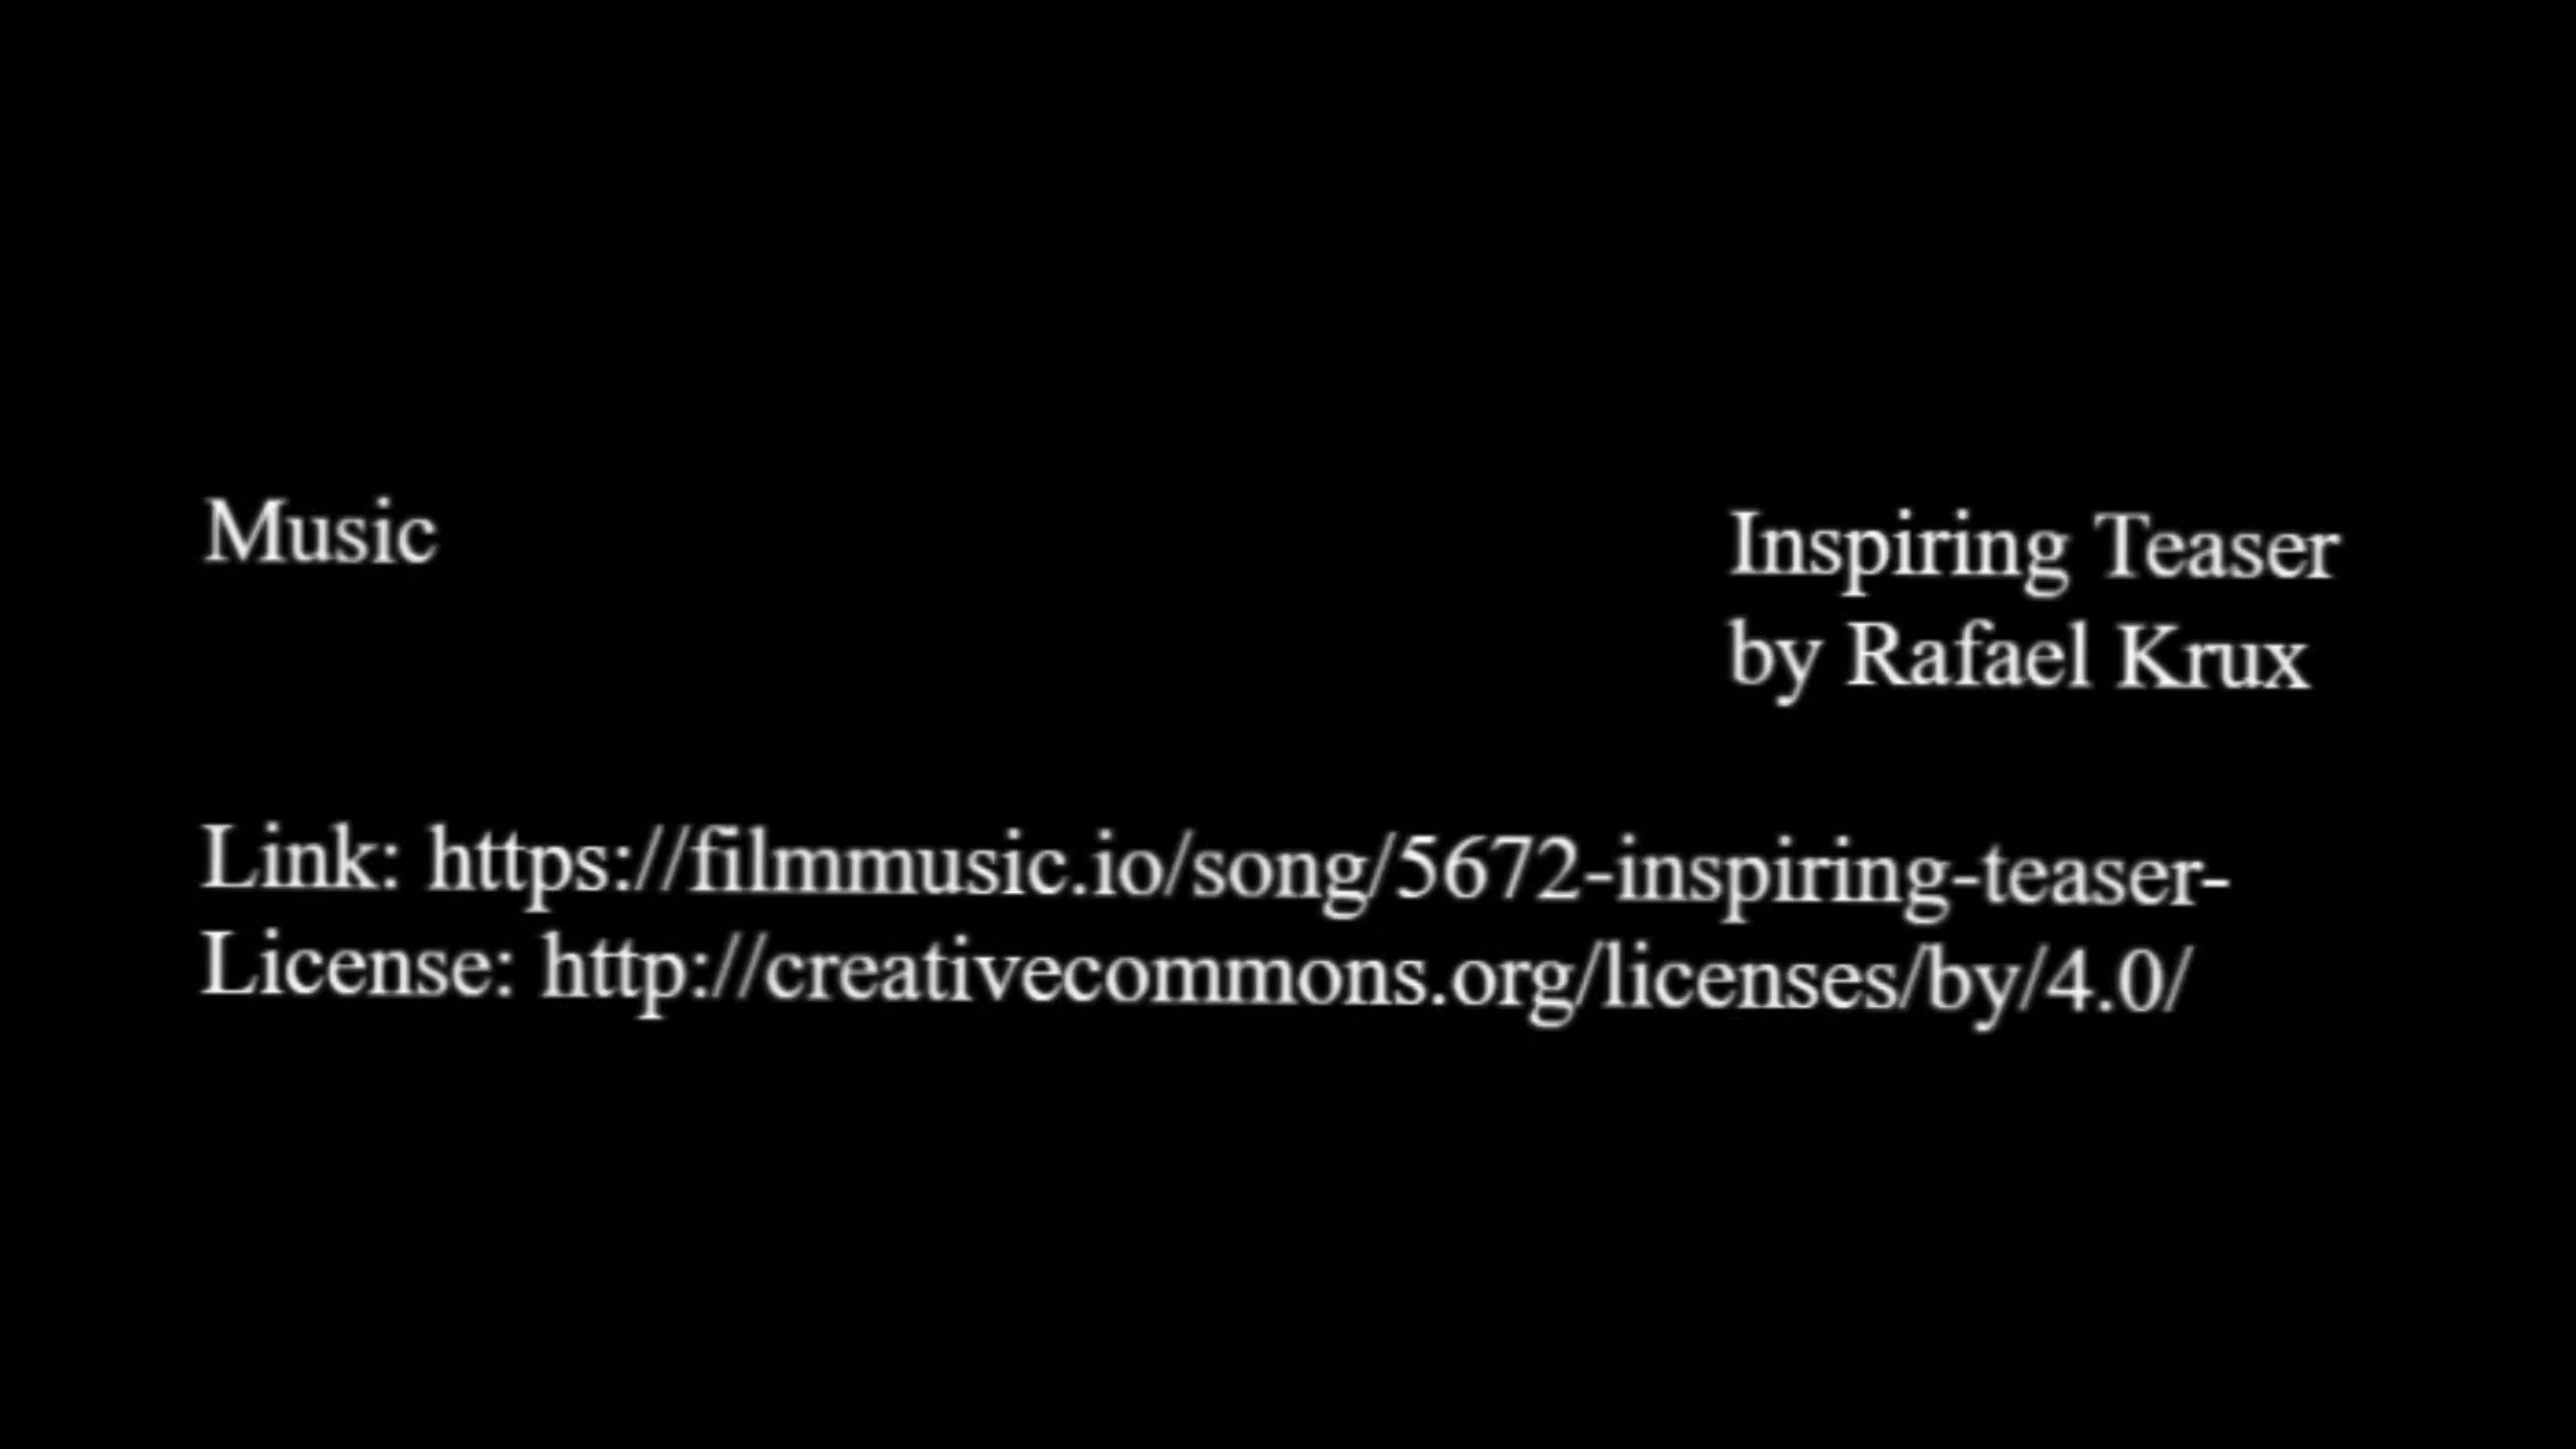 Music
Inspiring Teaser
by Rafael Krux
Link: https://filmmusic.io/song/5672-inspiring-teaser-
License: http://creativecommons.org/licenses/by/4.0/